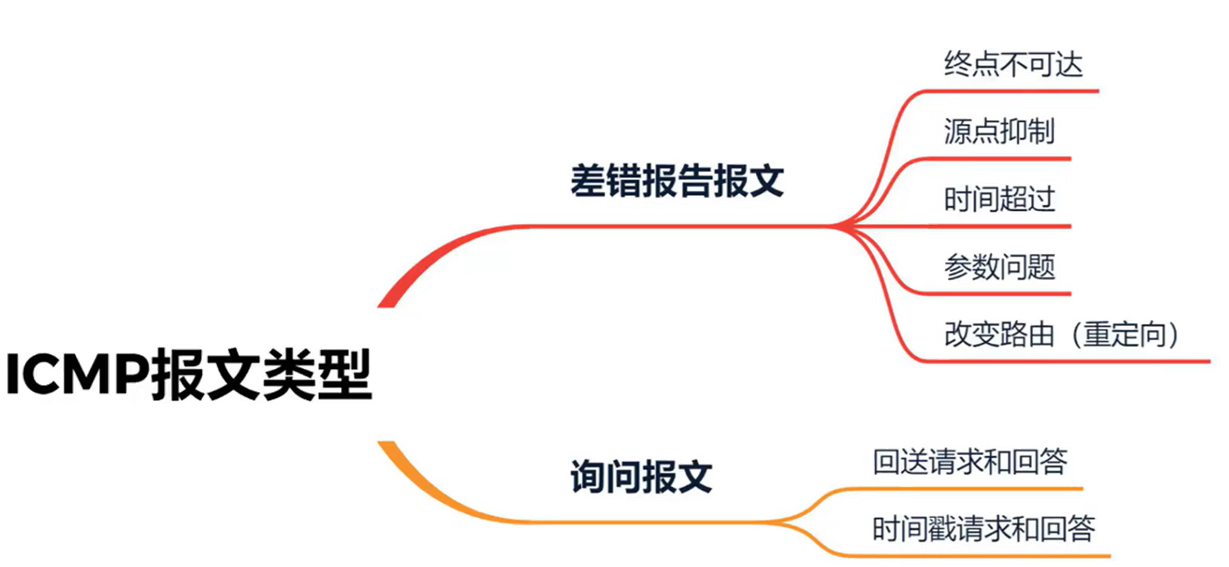 ICMP报文类型
差错报告报文
终点不可达
源点抑制
时间超过
参数问题
改变路由（重定向）
询问报文
回送请求和回答
时间戳请求和回答